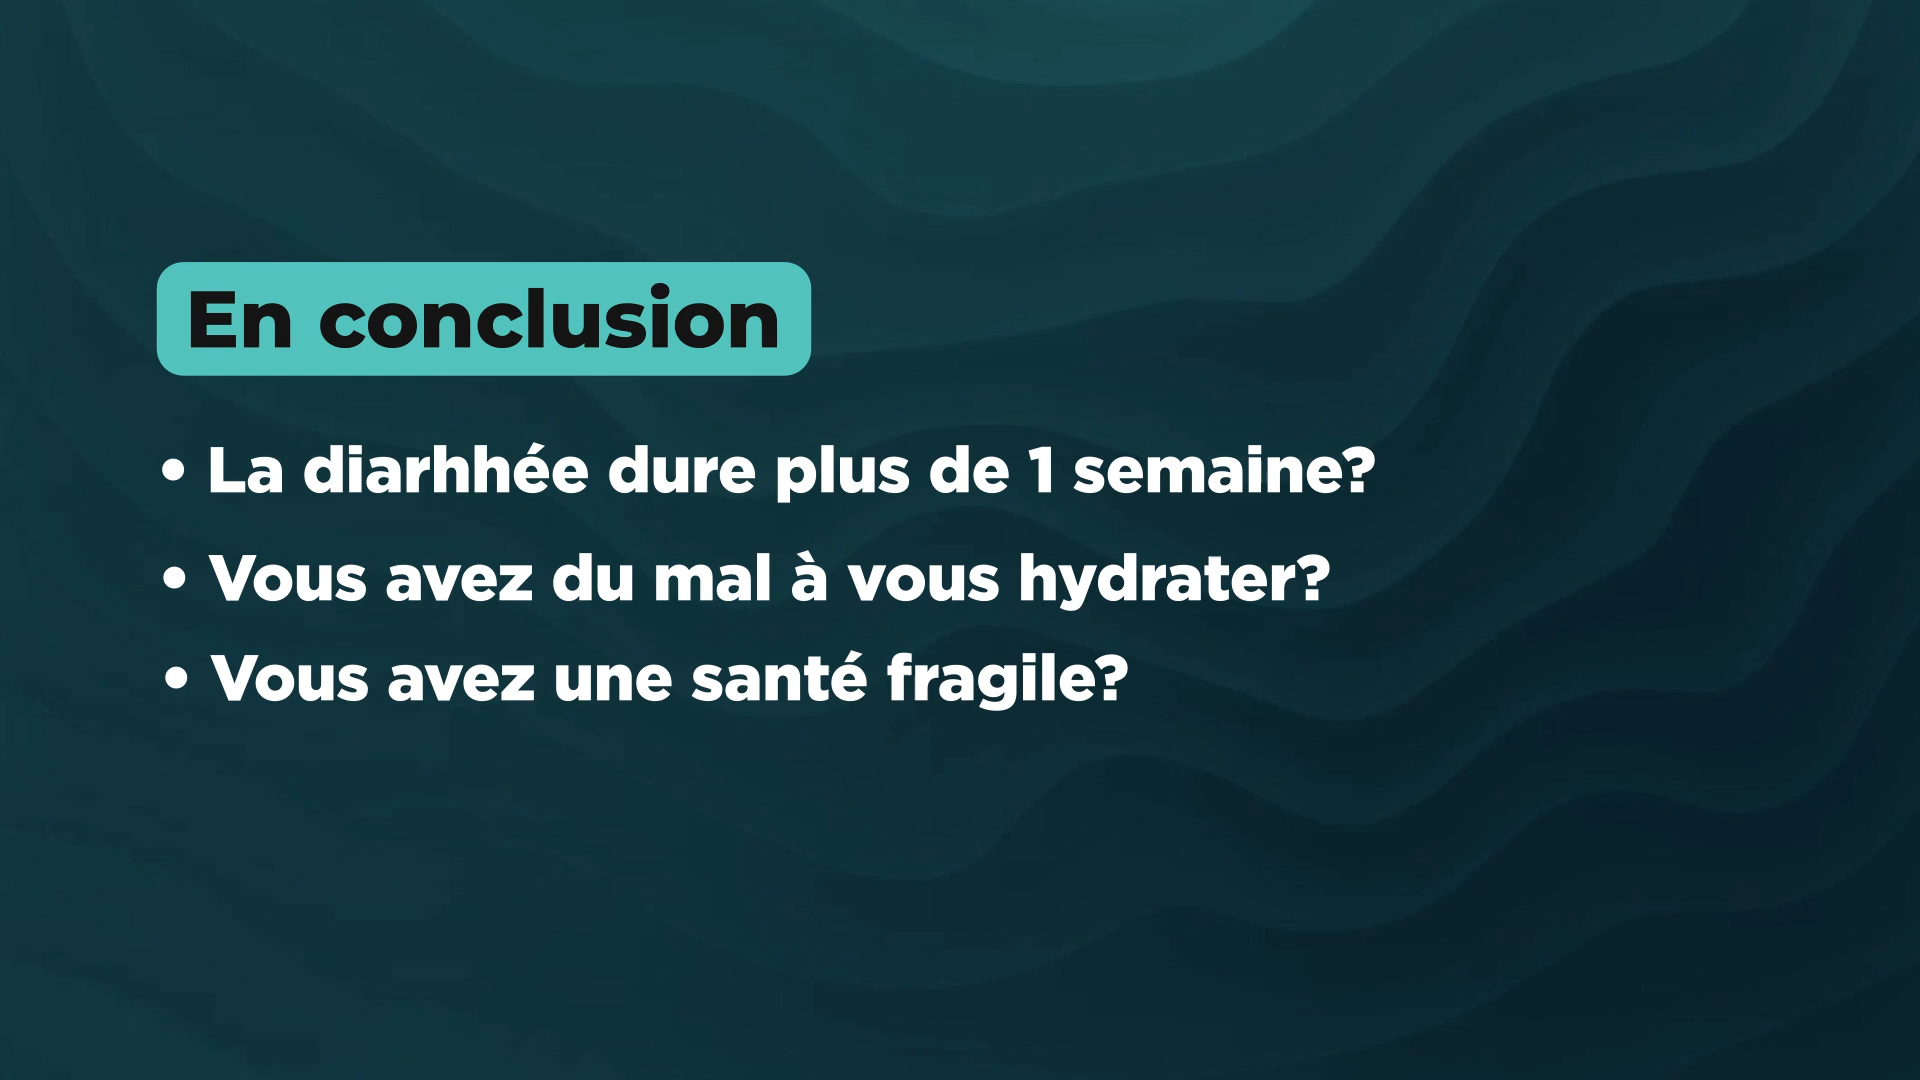 En conclusion
• La diarhhée dure plus de 1 semaine?
• Vous avez du mal à vous hydrater?
• Vous avez une santé fragile?